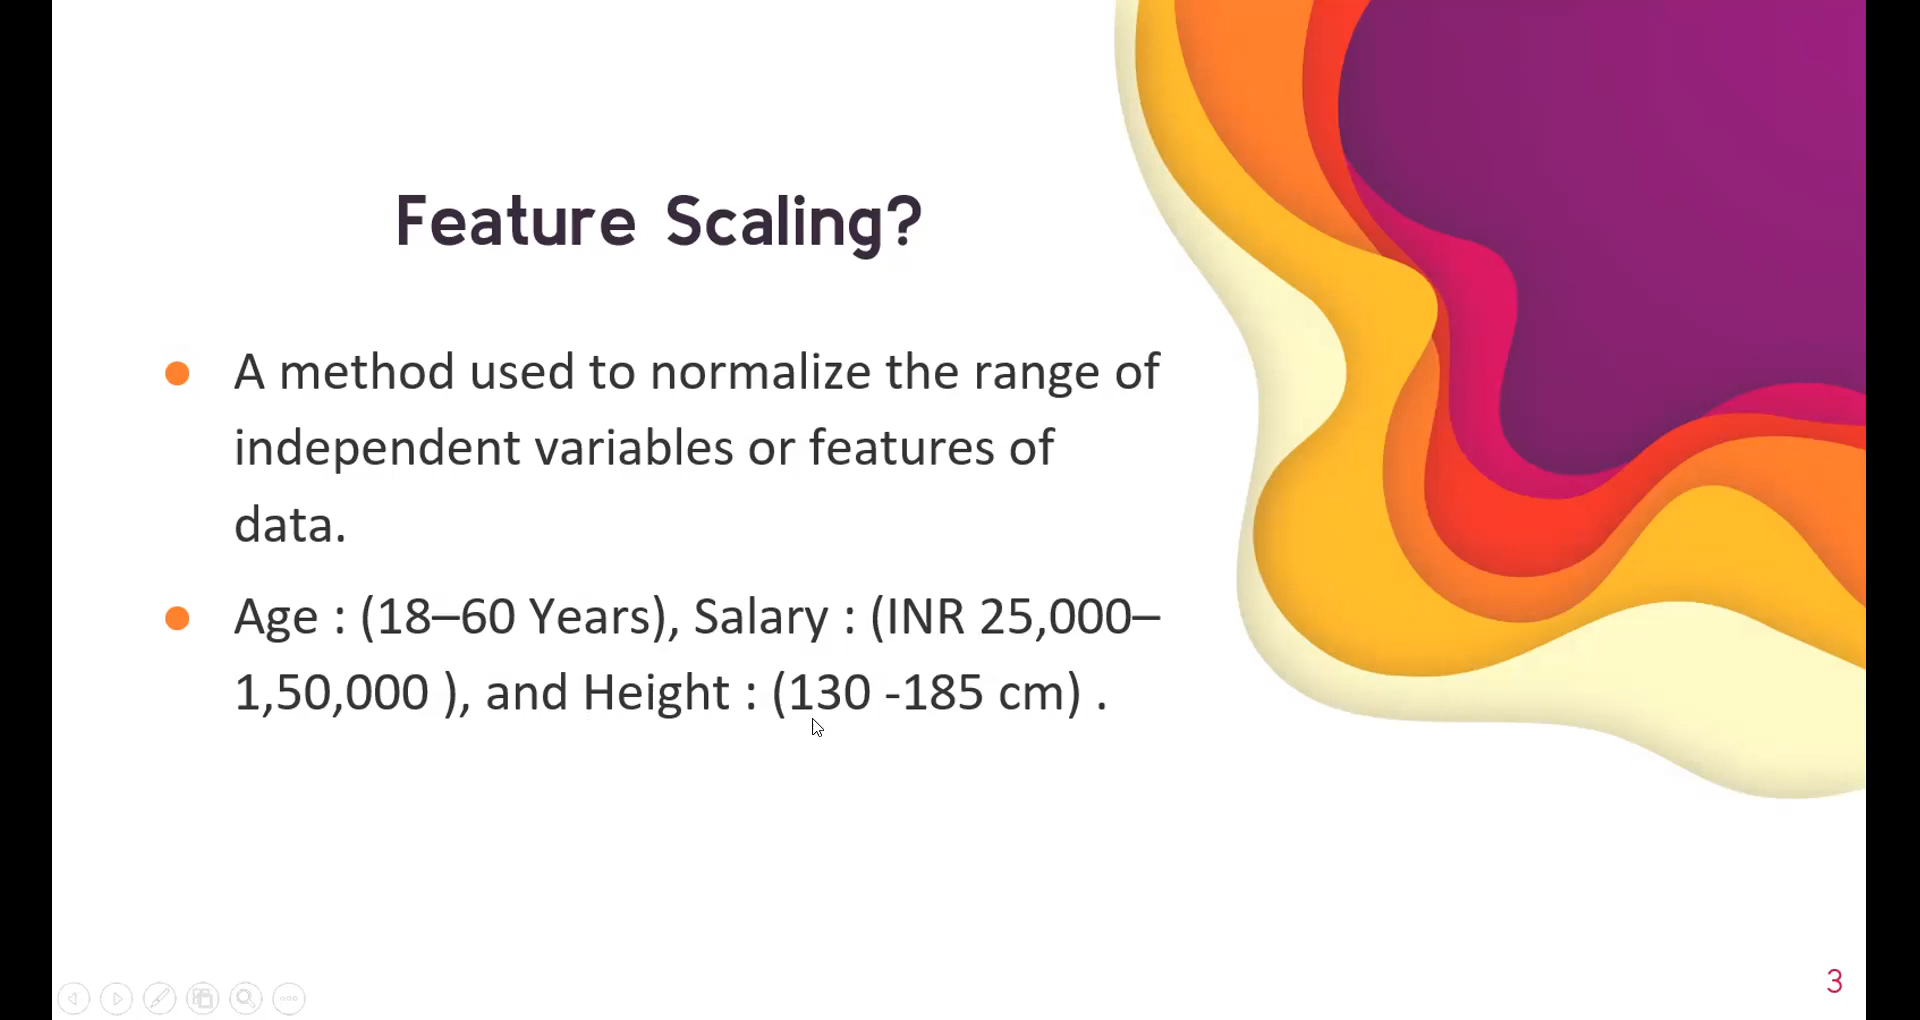 Feature Scaling?
A method used to normalize the range of
independent variables or features of
data.
Age : (18–60 Years), Salary : (INR 25,000–
1,50,000 ), and Height : (130 -185 cm) .
3